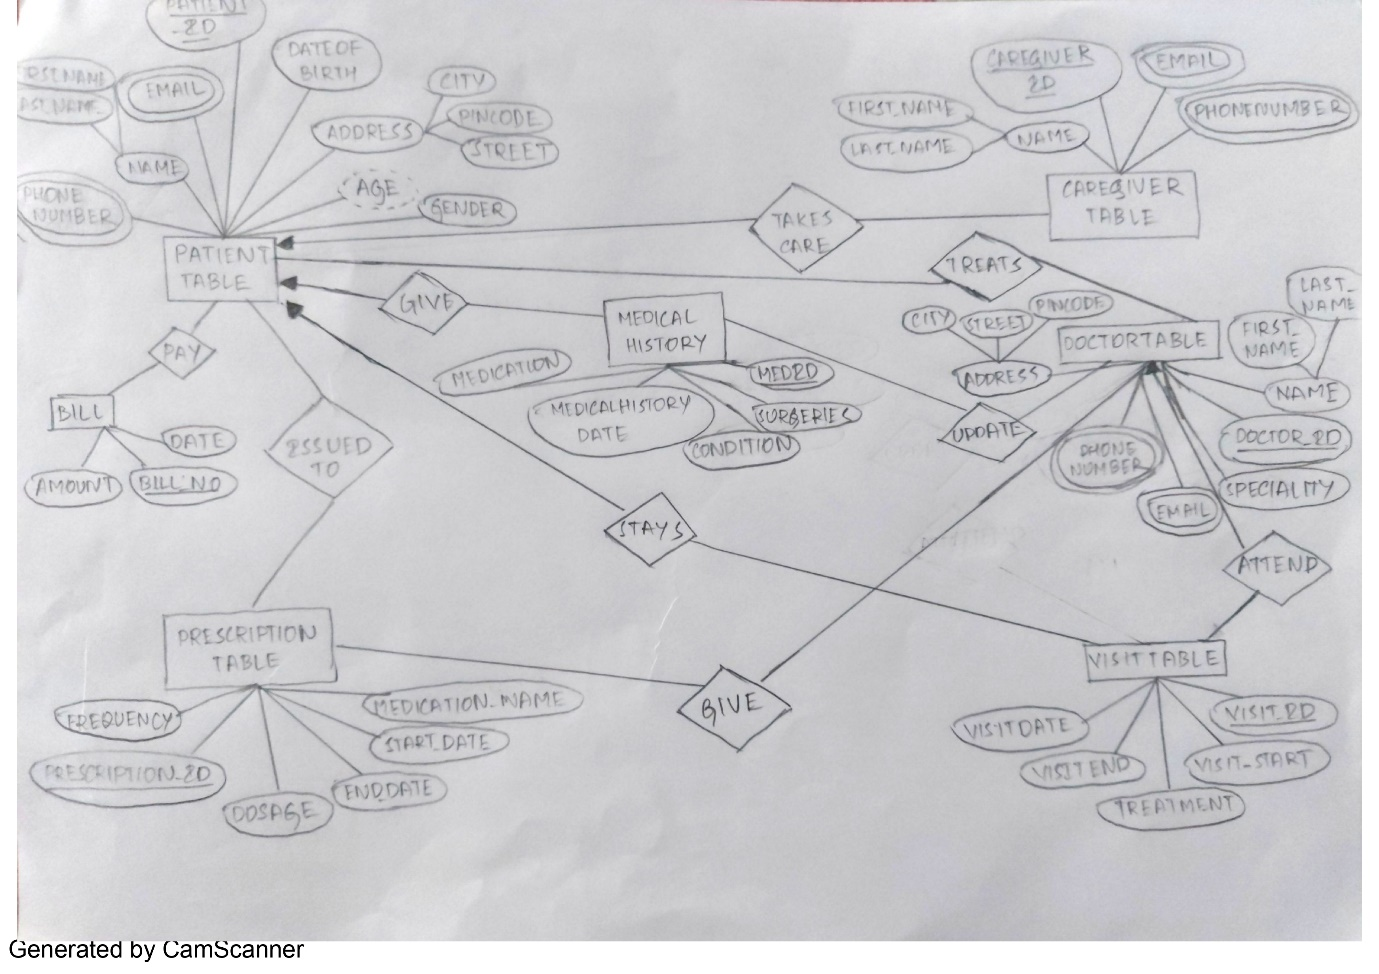 PATIENT
_ID
DATE OF
BIRTH
EMAIL
NAME
PHONE
NUMBER
ADDRESS
CITY
PINCODE
STREET
AGE
GENDER
PATIENT
TABLE
CAREGIVER
ID
EMAIL
PHONENUMBER
FIRST_NAME
LAST_NAME
NAME
CAREGIVER
TABLE
TAKES
CARE
TREATS
GIVE
MEDICAL
HISTORY
MEDICATION
MEDICALHISTORY
DATE
MEDID
SURGERIES
CONDITION
UPDATE
CITY
STREET
PINCODE
ADDRESS
DOCTORTABLE
LAST_
NAME
FIRST_
NAME
NAME
DOCTOR_ID
SPECIALITY
PHONE
NUMBER
EMAIL
PAY
BILL
DATE
AMOUNT
BILL_NO
ISSUED
TO
STAYS
ATTEND
PRESCRIPTION
TABLE
FREQUENCY
PRESCRIPTION_ID
DOSAGE
END_DATE
START_DATE
MEDICATION_NAME
GIVE
VISITTABLE
VISITDATE
VISITEND
TREATMENT
VISIT_START
VISIT_ID
Generated by CamScanner